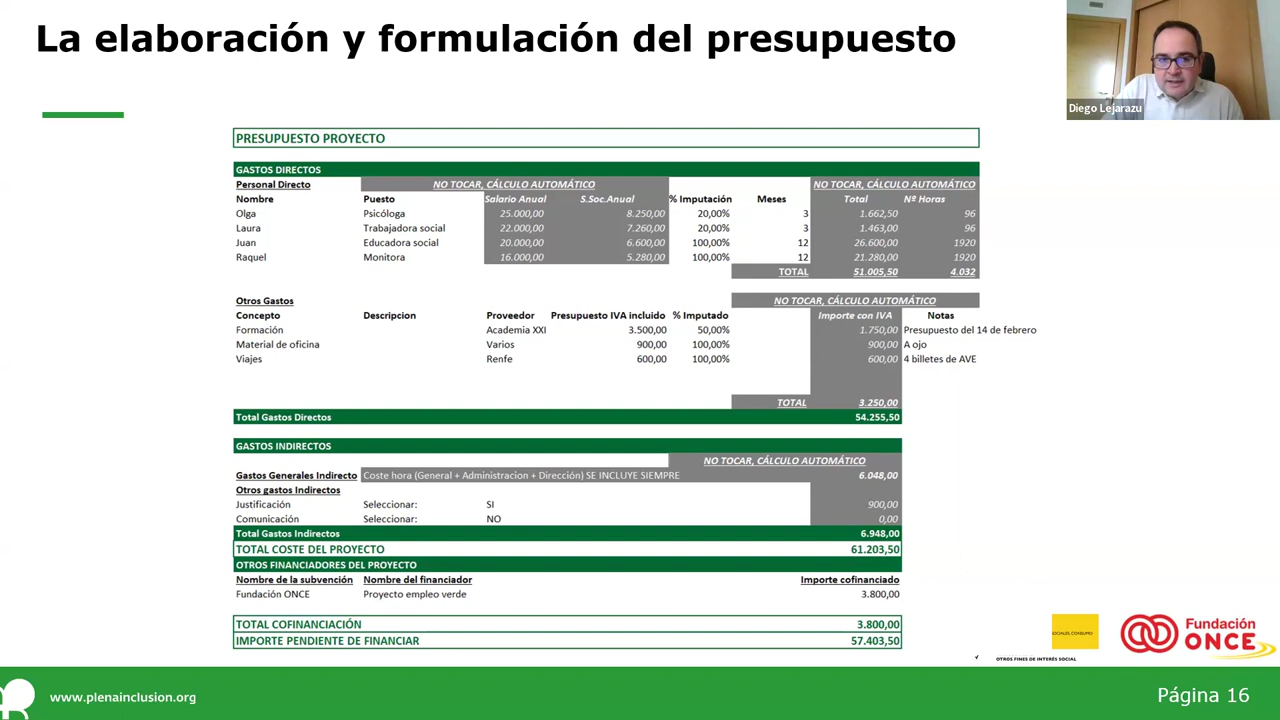 La elaboración y formulación del presupuesto
Diego Lejarazu
PRESUPUESTO PROYECTO
GASTOS DIRECTOS
Personal Directo NO TOCAR, CÁLCULO AUTOMÁTICO NO TOCAR, CÁLCULO AUTOMÁTICO
Nombre Puesto Salario Anual S.Soc.Anual % Imputación Meses Total Nº Horas
Olga Psicóloga 25.000,00 8.250,00 20,00% 3 1.662,50 96
Laura Trabajadora social 22.000,00 7.260,00 20,00% 3 1.463,00 96
Juan Educadora social 20.000,00 6.600,00 100,00% 12 26.600,00 1920
Raquel Monitora 16.000,00 5.280,00 100,00% 12 21.280,00 1920
TOTAL 51.005,50 4.032
Otros Gastos NO TOCAR, CÁLCULO AUTOMÁTICO
Concepto Descripcion Proveedor Presupuesto IVA incluido % Imputado Importe con IVA Notas
Formación Academia XXI 3.500,00 50,00% 1.750,00 Presupuesto del 14 de febrero
Material de oficina Varios 900,00 100,00% 900,00 A ojo
Viajes Renfe 600,00 100,00% 600,00 4 billetes de AVE
TOTAL 3.250,00
Total Gastos Directos 54.255,50
GASTOS INDIRECTOS
NO TOCAR, CÁLCULO AUTOMÁTICO
Gastos Generales Indirecto Coste hora (General + Administracion + Dirección) SE INCLUYE SIEMPRE 6.048,00
Otros gastos Indirectos
Justificación Seleccionar: SI 900,00
Comunicación Seleccionar: NO 0,00
Total Gastos Indirectos 6.948,00
TOTAL COSTE DEL PROYECTO 61.203,50
OTROS FINANCIADORES DEL PROYECTO
Nombre de la subvención Nombre del financiador Importe cofinanciado
Fundación ONCE Proyecto empleo verde 3.800,00
TOTAL COFINANCIACIÓN 3.800,00
IMPORTE PENDIENTE DE FINANCIAR 57.403,50
SOCIALES, CONSUMO
OTROS FINES DE INTERÉS SOCIAL
Fundación
ONCE
www.plenainclusion.org
Página 16